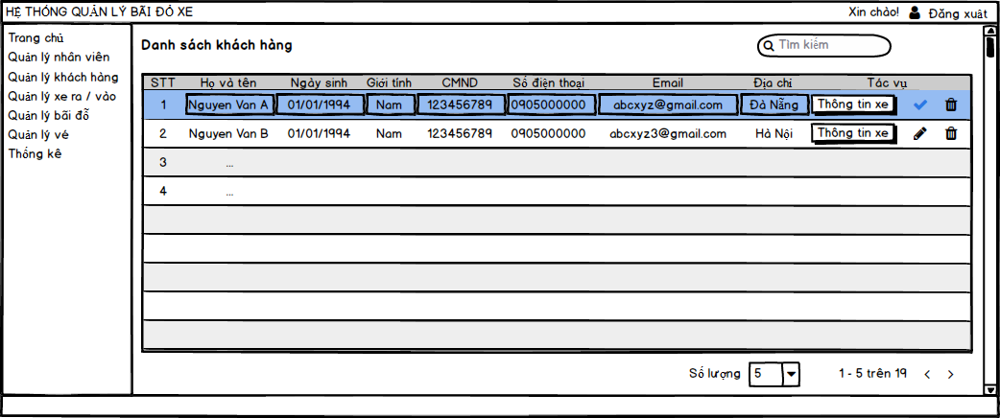 HỆ THỐNG QUẢN LÝ BÃI ĐỖ XE Xin chào! Đăng xuất
Trang chủ
Quản lý nhân viên
Quản lý khách hàng
Quản lý xe ra / vào
Quản lý bãi đỗ
Quản lý vé
Thống kê
Danh sách khách hàng Tìm kiếm
STT Họ và tên Ngày sinh Giới tính CMND Số điện thoại Email Địa chỉ Tác vụ
1 Nguyen Van A 01/01/1994 Nam 123456789 0905000000 abcxyz@gmail.com Đà Nẵng Thông tin xe
2 Nguyen Van B 01/01/1994 Nam 123456789 0905000000 abcxyz3@gmail.com Hà Nội Thông tin xe
3 ...
4 ...
Số lượng 5 1 - 5 trên 19